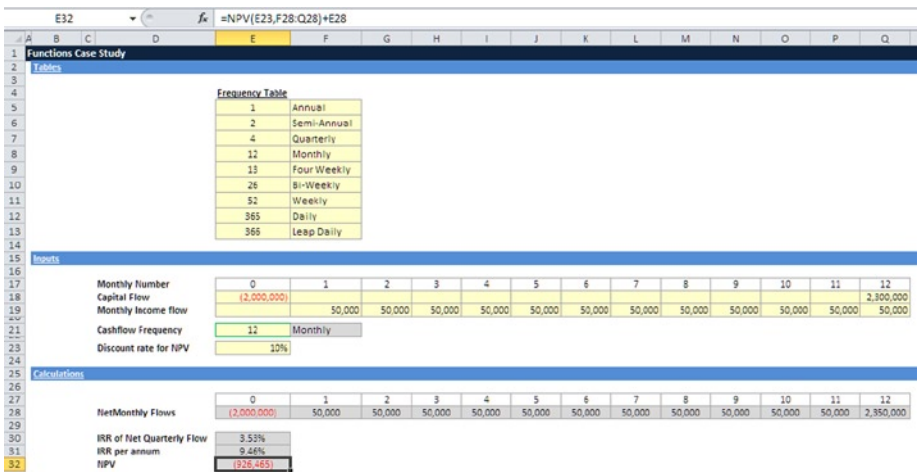 E32 fx =NPV(E23,F28:Q28)+E28
A B C D E F G H I J K L M N O P Q
1 Functions Case Study
2 Tables
3
4 Frequency Table
5 1 Annual
6 2 Semi-Annual
7 4 Quarterly
8 12 Monthly
9 13 Four Weekly
10 26 Bi-Weekly
11 52 Weekly
12 365 Daily
13 366 Leap Daily
14
15 Inputs
16
17 Monthly Number 0 1 2 3 4 5 6 7 8 9 10 11 12
18 Capital Flow (2,000,000) 2,300,000
19 Monthly Income flow 50,000 50,000 50,000 50,000 50,000 50,000 50,000 50,000 50,000 50,000 50,000 50,000
21 Cashflow Frequency 12 Monthly
23 Discount rate for NPV 10%
24
25 Calculations
26
27 0 1 2 3 4 5 6 7 8 9 10 11 12
28 NetMonthly Flows (2,000,000) 50,000 50,000 50,000 50,000 50,000 50,000 50,000 50,000 50,000 50,000 50,000 2,350,000
29
30 IRR of Net Quarterly Flow 3.53%
31 IRR per annum 9.46%
32 NPV (926,465)